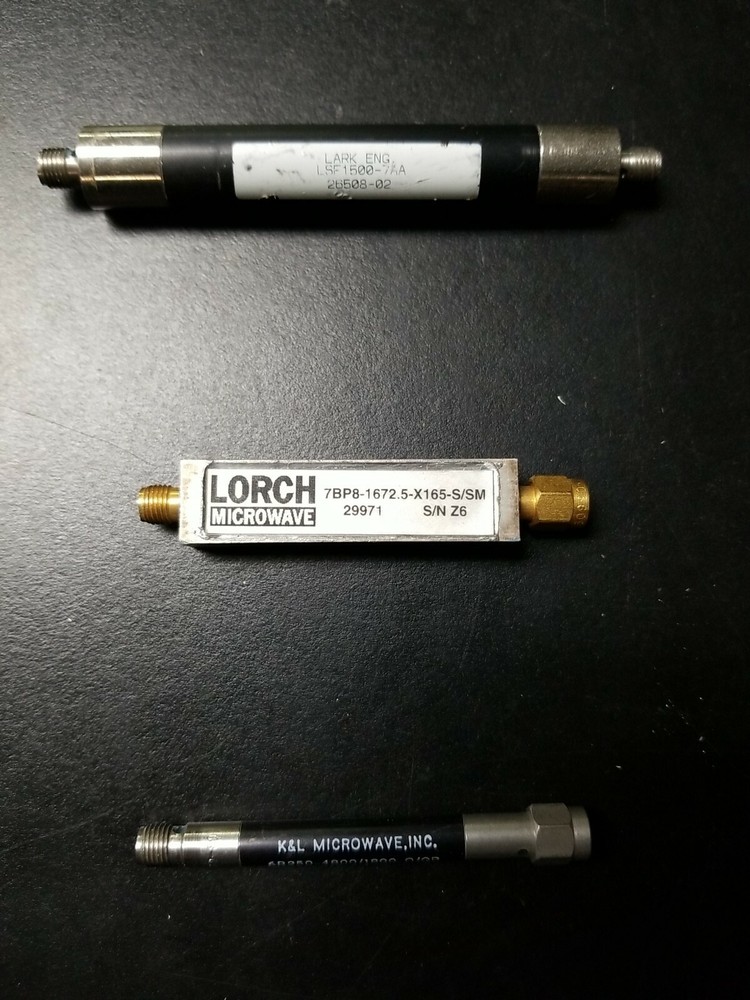 LARK ENG.
LSF1500-7AA
26508-02
LORCH
MICROWAVE
7BP8-1672.5-X165-S/SM
29971 S/N Z6
K&L MICROWAVE,INC.